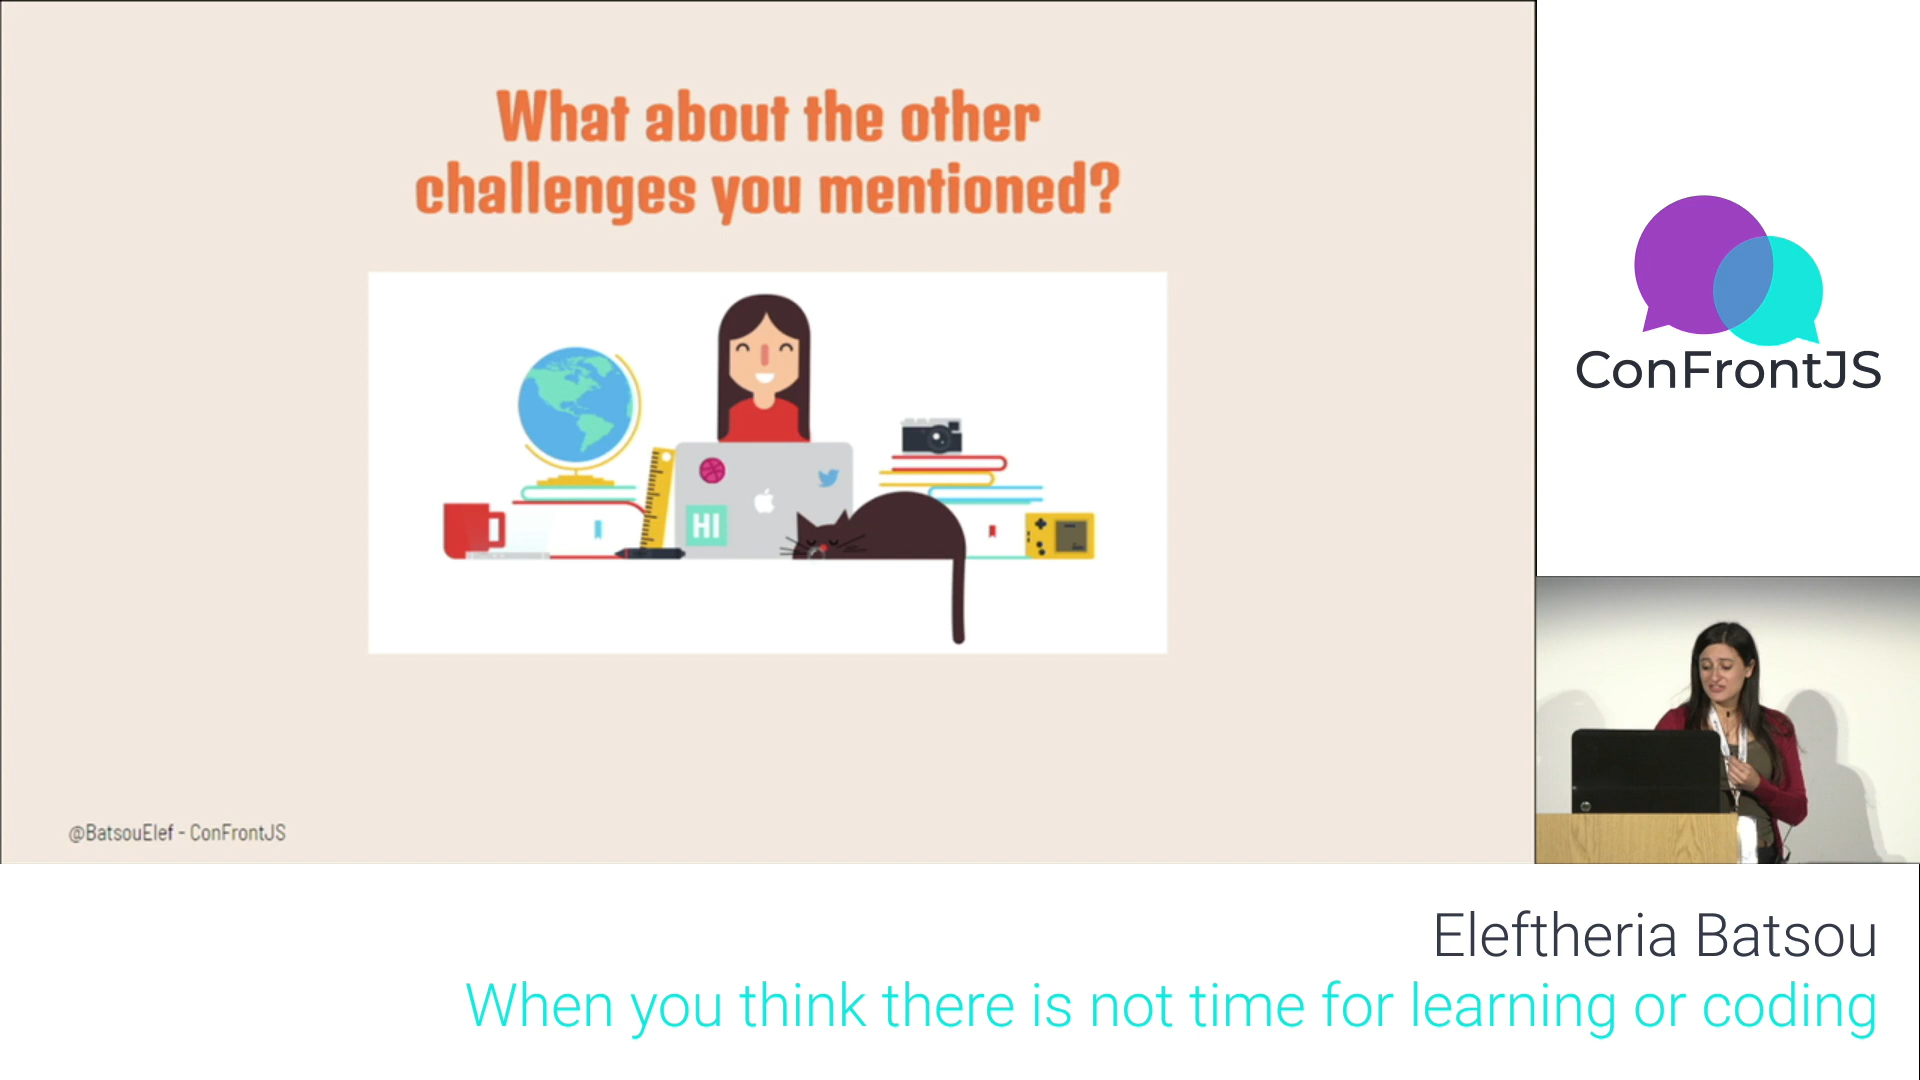 What about the other
challenges you mentioned?
HI
@BatsouElef - ConFrontJS
ConFrontJS
Eleftheria Batsou
When you think there is not time for learning or coding